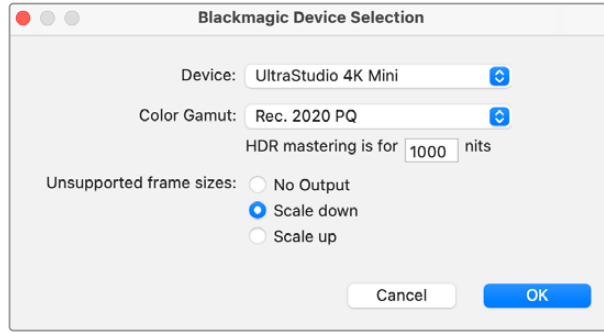 Blackmagic Device Selection
Device: UltraStudio 4K Mini
Color Gamut: Rec. 2020 PQ
HDR mastering is for 1000 nits
Unsupported frame sizes: No Output
Scale down
Scale up
Cancel OK